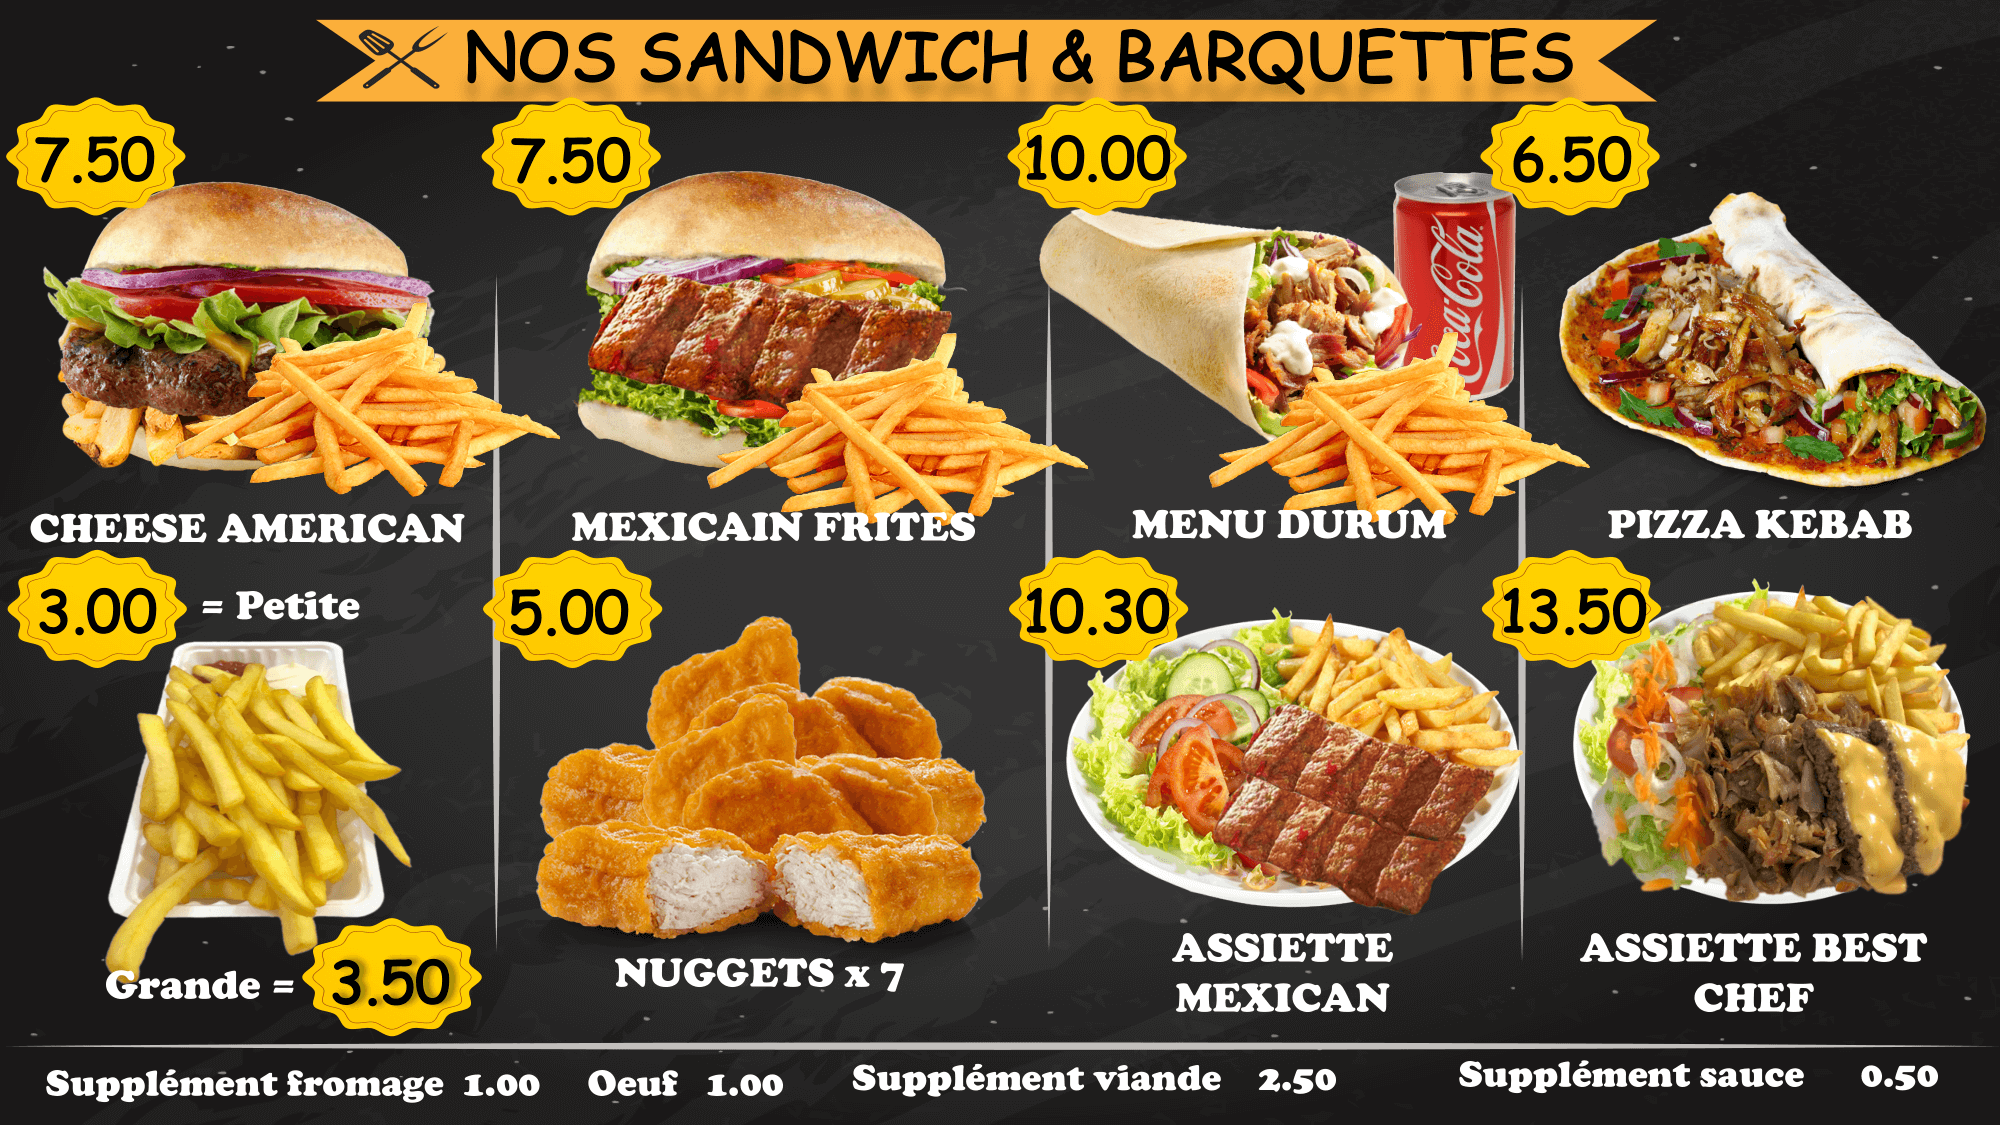 NOS SANDWICH & BARQUETTES
7.50
7.50
10.00
6.50
Coca-Cola
CHEESE AMERICAN
MEXICAIN FRITES
MENU DURUM
PIZZA KEBAB
3.00 = Petite
5.00
10.30
13.50
Grande = 3.50
NUGGETS x 7
ASSIETTE
MEXICAN
ASSIETTE BEST
CHEF
Supplément fromage 1.00 Oeuf 1.00 Supplément viande 2.50 Supplément sauce 0.50